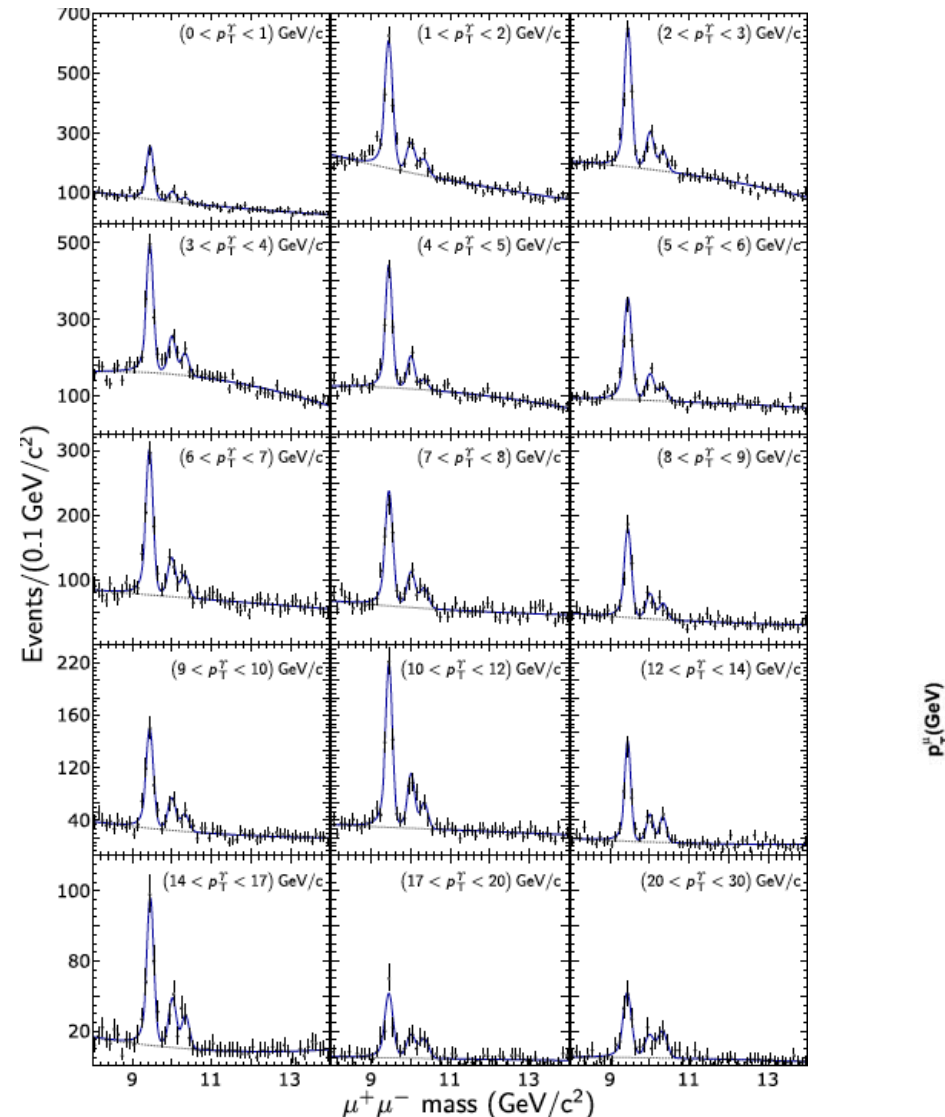 700
500
300
100
(0 < p_T^ϒ < 1) GeV/c
(1 < p_T^ϒ < 2) GeV/c
(2 < p_T^ϒ < 3) GeV/c
500
300
100
(3 < p_T^ϒ < 4) GeV/c
(4 < p_T^ϒ < 5) GeV/c
(5 < p_T^ϒ < 6) GeV/c
Events/(0.1 GeV/c²)
300
200
100
(6 < p_T^ϒ < 7) GeV/c
(7 < p_T^ϒ < 8) GeV/c
(8 < p_T^ϒ < 9) GeV/c
220
160
120
40
(9 < p_T^ϒ < 10) GeV/c
(10 < p_T^ϒ < 12) GeV/c
(12 < p_T^ϒ < 14) GeV/c
p_T^μ(GeV)
100
80
20
(14 < p_T^ϒ < 17) GeV/c
(17 < p_T^ϒ < 20) GeV/c
(20 < p_T^ϒ < 30) GeV/c
9 11 13 9 11 13 9 11 13
μ⁺μ⁻ mass (GeV/c²)